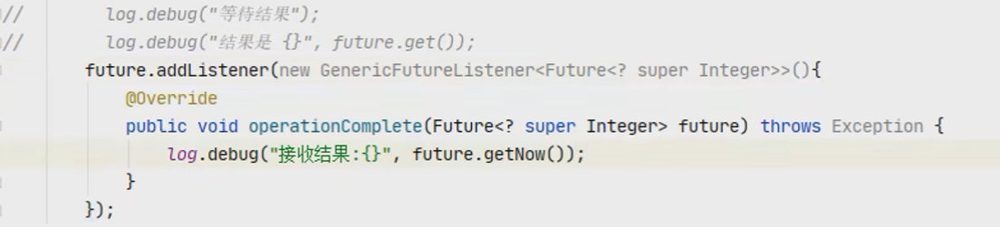 //        log.debug("等待结果");
//        log.debug("结果是 {}", future.get());
future.addListener(new GenericFutureListener<Future<? super Integer>>(){
    @Override
    public void operationComplete(Future<? super Integer> future) throws Exception {
        log.debug("接收结果:{}", future.getNow());
    }
});